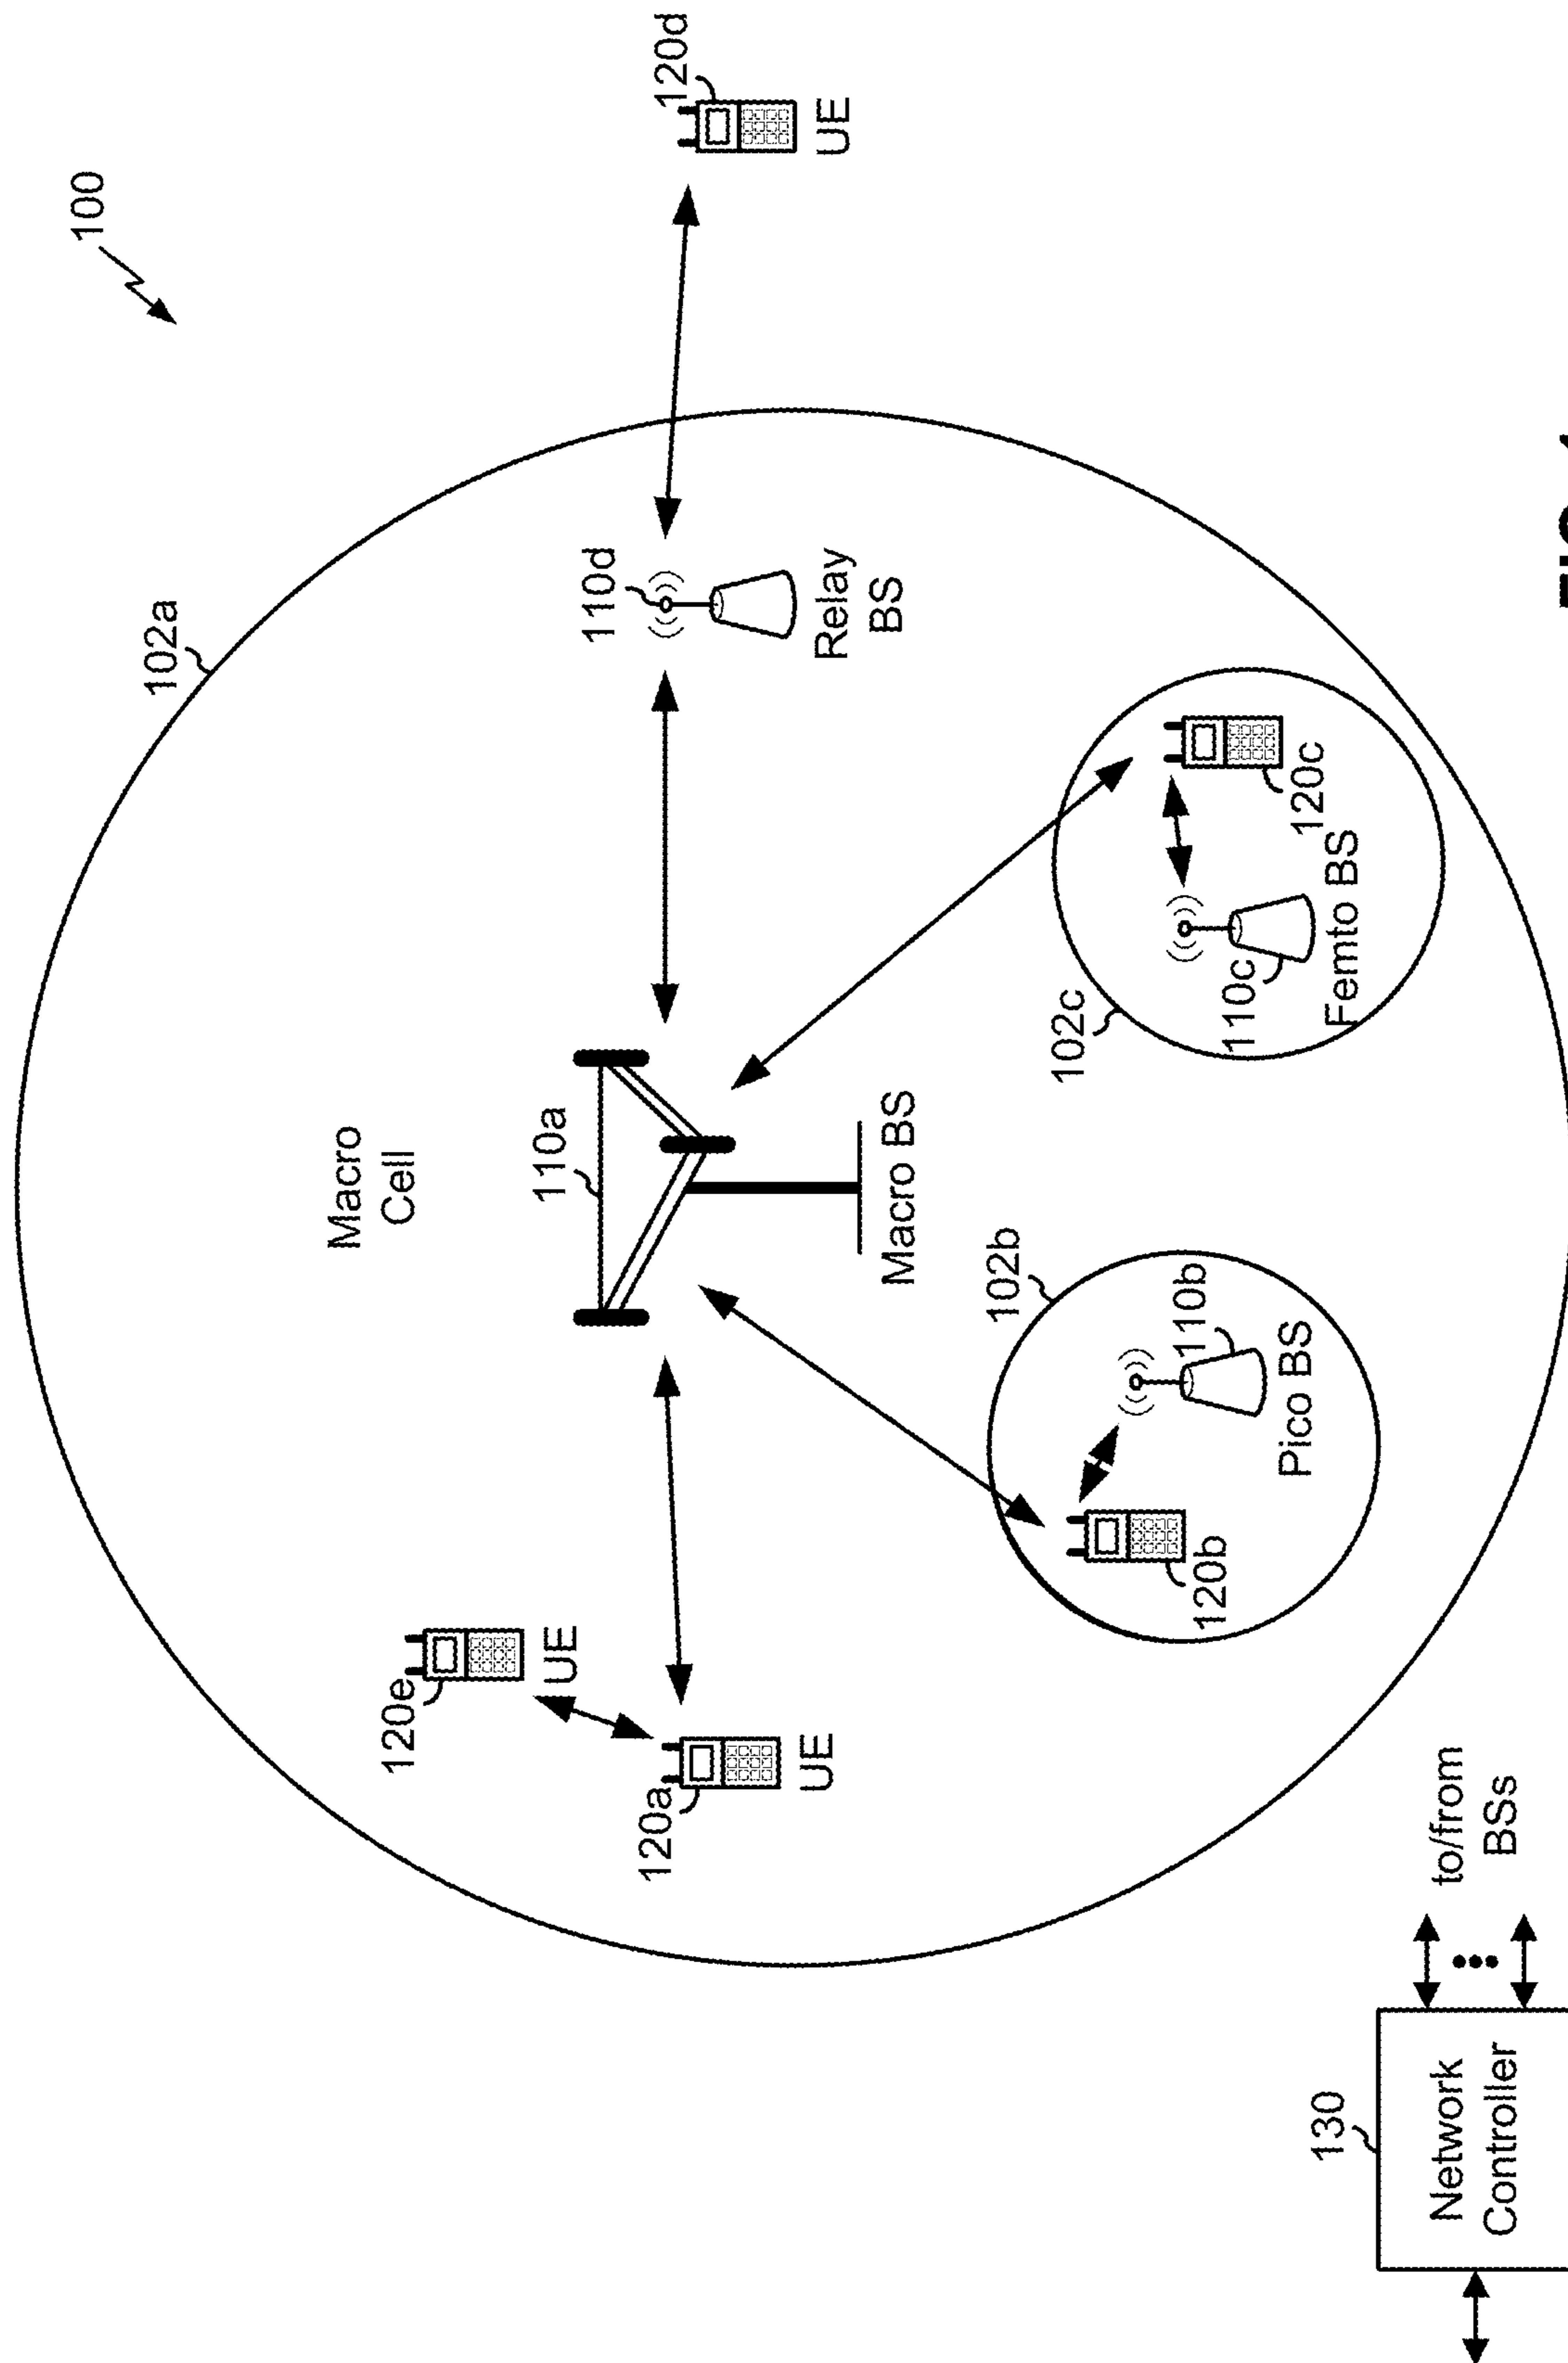 100
102a
Macro
Cell
120e
UE
110a
110d
120a
UE
120d
UE
Relay
BS
Macro BS
102b
102c
110b
Pico BS
120b
110c
Femto BS
120c
130
Network
Controller
to/from
BSs